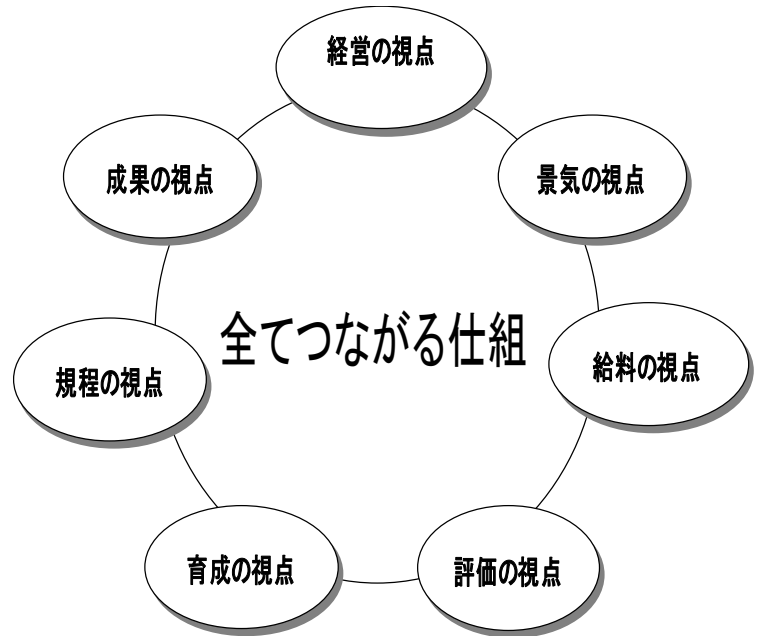 経営の視点
成果の視点
景気の視点
全てつながる仕組
規程の視点
給料の視点
育成の視点
評価の視点